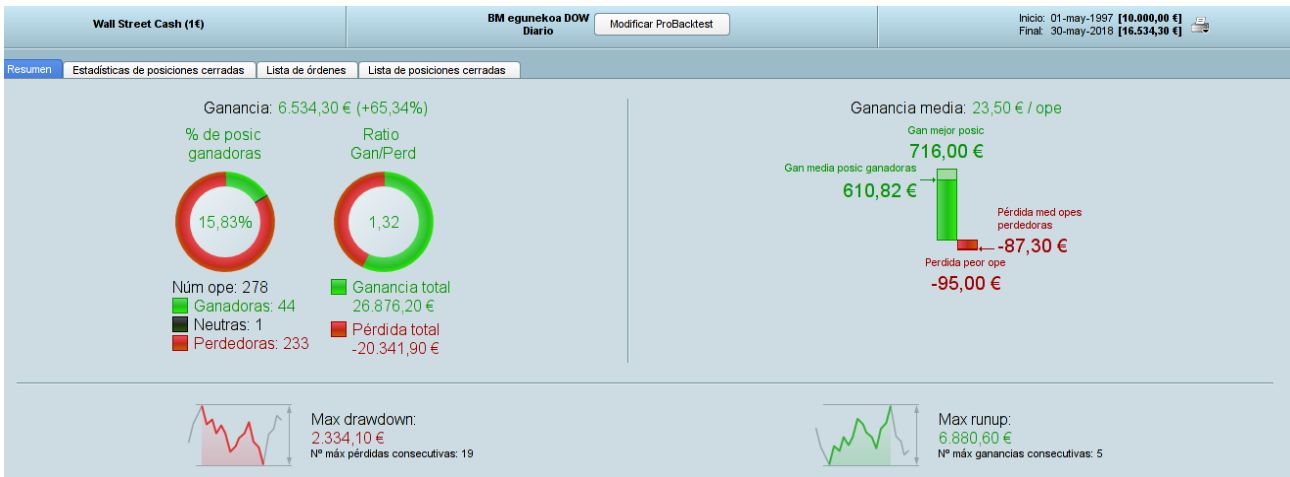 Wall Street Cash (1€)
BM egunekoa DOW
Diario
Modificar ProBacktest
Inicio: 01-may-1997 [10.000,00 €]
Final: 30-may-2018 [16.534,30 €]
Resumen
Estadísticas de posiciones cerradas
Lista de órdenes
Lista de posiciones cerradas
Ganancia: 6.534,30 € (+65,34%)
% de posic
ganadoras
15,83%
Núm ope: 278
Ganadoras: 44
Neutras: 1
Perdedoras: 233
Ratio
Gan/Perd
1,32
Ganancia total
26.876,20 €
Pérdida total
-20.341,90 €
Ganancia media: 23,50 € / ope
Gan mejor posic
716,00 €
Gan media posic ganadoras
610,82 €
Pérdida med opes
perdedoras
-87,30 €
Perdida peor ope
-95,00 €
Max drawdown:
2.334,10 €
Nº máx pérdidas consecutivas: 19
Max runup:
6.880,60 €
Nº máx ganancias consecutivas: 5